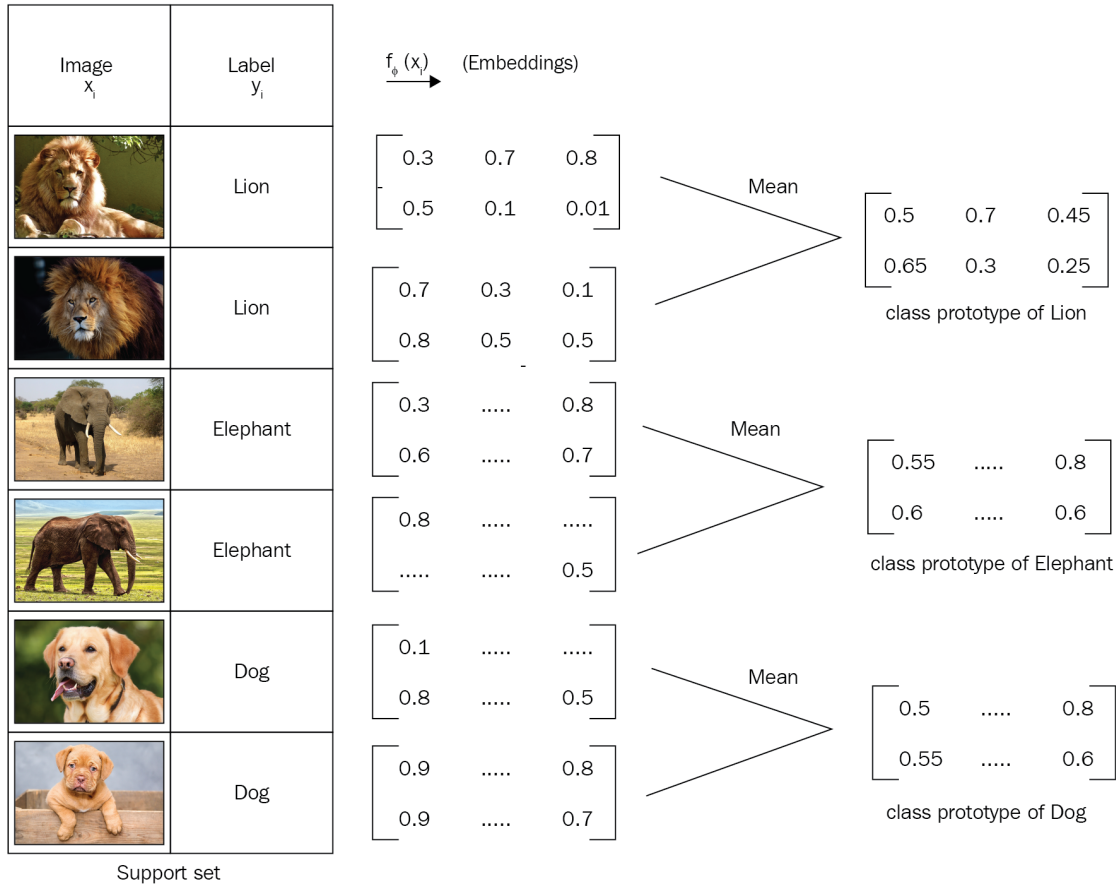 Image
xᵢ
Label
yᵢ
fᵩ (xᵢ) (Embeddings)
Lion
0.3 0.7 0.8
- 0.5 0.1 0.01
Mean
0.5 0.7 0.45
0.65 0.3 0.25
class prototype of Lion
Lion
0.7 0.3 0.1
0.8 0.5 0.5
-
Elephant
0.3 ..... 0.8
0.6 ..... 0.7
Mean
0.55 ..... 0.8
0.6 ..... 0.6
class prototype of Elephant
Elephant
0.8 ..... .....
..... ..... 0.5
Dog
0.1 ..... .....
0.8 ..... 0.5
Mean
0.5 ..... 0.8
0.55 ..... 0.6
class prototype of Dog
Dog
0.9 ..... 0.8
0.9 ..... 0.7
Support set